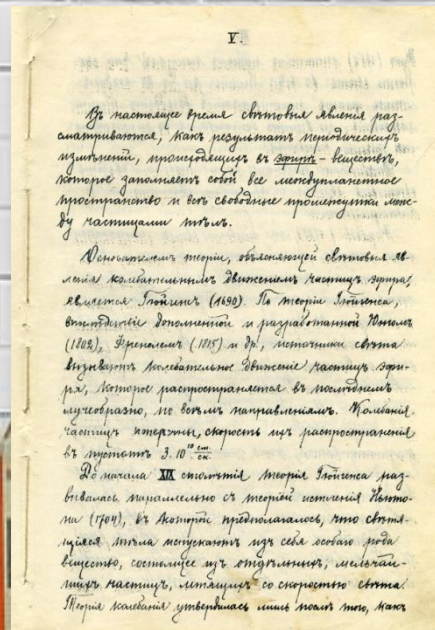 V.
Въ настоящее время свѣтовыя явленія раз-
сматриваются, какъ результатъ періодическихъ
измѣненій, происходящихъ въ эфирѣ - веществѣ,
которое заполняетъ собой все междупланетное
пространство и всѣ свободные промежутки меж-
ду частицами тѣлъ.
Основателемъ теоріи, объясняющей свѣтовыя яв-
ленія колебательнымъ движеніемъ частицъ эфира,
является Гюйгенсъ (1690). По теоріи Гюйгенса,
впослѣдствіи дополненной и разработанной Юнгомъ
(1802), Френелемъ (1815) и др., источники свѣта
вызываютъ колебательное движеніе частицъ эфи-
ра, которое распространяется въ послѣднемъ
лучеобразно, по всѣмъ направленіямъ. Колебанія
частицъ поперечны, скорость ихъ распространенія
въ пустотѣ 3.10¹⁰ см/ск.
До начала XIX столѣтія теорія Гюйгенса раз-
вивалась параллельно съ теоріей истеченія Ньюто-
на (1704), въ которой предполагалось, что свѣтя-
щіяся тѣла испускаютъ изъ себя особаго рода
вещество, состоящее изъ отдѣльныхъ, мельчай-
шихъ частицъ, летящихъ со скоростью свѣта.
Теорія колебанія утвердилась лишь послѣ того, какъ